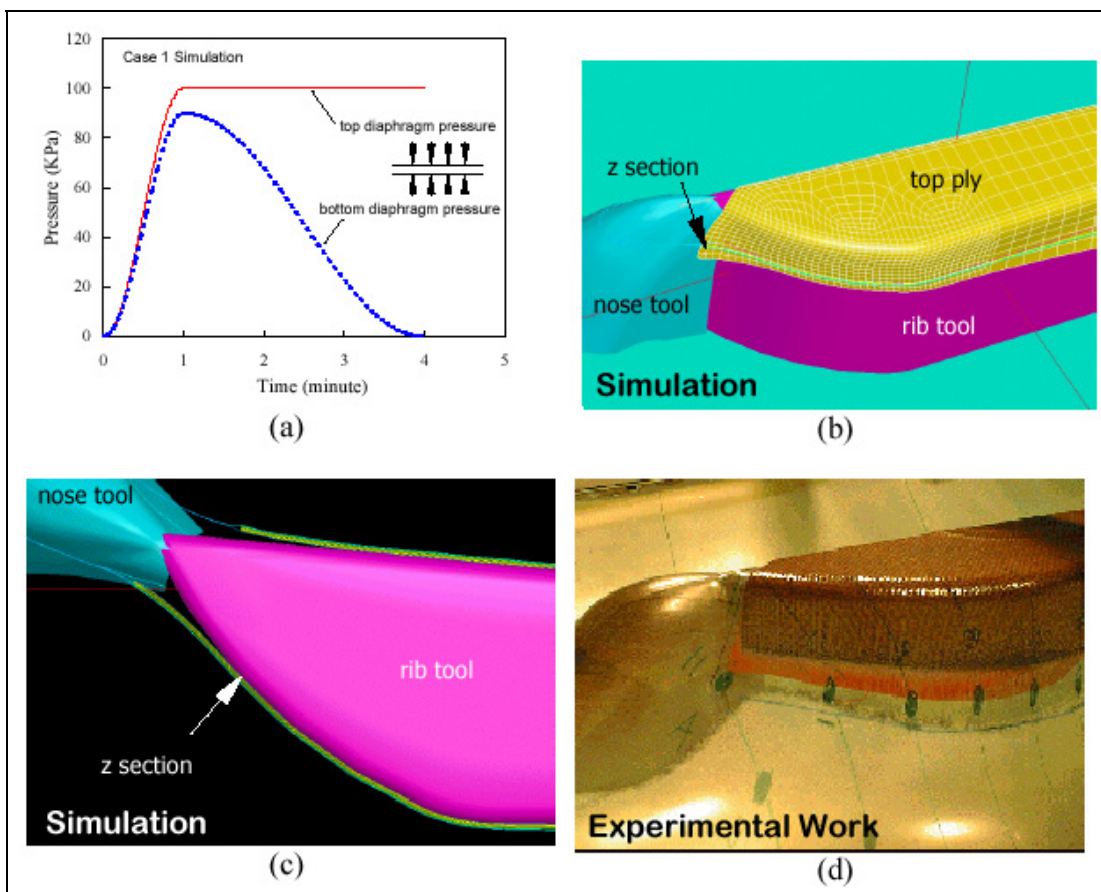 120
Case 1 Simulation
100
top diaphragm pressure
80
60
bottom diaphragm pressure
40
20
0
0 1 2 3 4 5
Pressure (KPa)
Time (minute)
(a)
z section
top ply
nose tool
rib tool
Simulation
(b)
nose tool
rib tool
z section
Simulation
(c)
Experimental Work
(d)